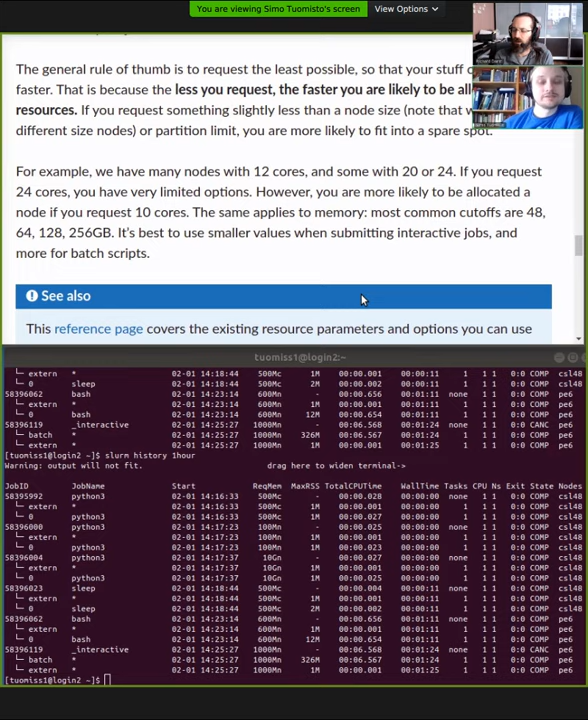 You are viewing Simo Tuomisto's screen View Options
The general rule of thumb is to request the least possible, so that your stuff
faster. That is because the less you request, the faster you are likely to be
resources. If you request something slightly less than a node size (note that
different size nodes) or partition limit, you are more likely to fit into a spare spot.
For example, we have many nodes with 12 cores, and some with 20 or 24. If you request
24 cores, you have very limited options. However, you are more likely to be allocated a
node if you request 10 cores. The same applies to memory: most common cutoffs are 48,
64, 128, 256GB. It's best to use smaller values when submitting interactive jobs, and
more for batch scripts.
See also
This reference page covers the existing resource parameters and options you can use
tuomiss1@login2:~
└─ extern * 02-01 14:18:44 500Mc 1M 00:00.001 00:00:11 1 1 1 0:0 COMP csl48
└─ 0 sleep 02-01 14:18:44 500Mc 2M 00:00.002 00:00:11 1 1 1 0:0 COMP csl48
58396062 bash 02-01 14:23:14 600Mn - 00:00.656 00:01:11 none 1 1 0:0 COMP pe6
└─ extern * 02-01 14:23:14 600Mn 1M 00:00.001 00:01:11 1 1 1 0:0 COMP pe6
└─ 0 bash 02-01 14:23:14 600Mn 12M 00:00.654 00:01:11 1 1 1 0:0 COMP pe6
58396119 _interactive 02-01 14:25:27 1000Mn - 00:06.568 00:01:24 none 1 1 0:0 CANC pe6
└─ batch * 02-01 14:25:27 1000Mn 326M 00:06.567 00:01:24 1 1 1 0:0 COMP pe6
└─ extern * 02-01 14:25:27 1000Mn 1M 00:00.001 00:01:25 1 1 1 0:0 COMP pe6
[tuomiss1@login2 ~]$ slurm history 1hour
Warning: output will not fit. drag here to widen terminal->
JobID JobName Start ReqMem MaxRSS TotalCPUTime WallTime Tasks CPU Ns Exit State Nodes
58395992 python3 02-01 14:16:33 500Mc - 00:00.028 00:00:00 none 1 1 0:0 COMP csl48
└─ extern * 02-01 14:16:33 500Mc 1M 00:00.001 00:00:00 1 1 1 0:0 COMP csl48
└─ 0 python3 02-01 14:16:33 500Mc 1M 00:00.027 00:00:00 1 1 1 0:0 COMP csl48
58396000 python3 02-01 14:17:23 100Mn - 00:00.025 00:00:00 none 1 1 0:0 COMP csl48
└─ extern * 02-01 14:17:23 100Mn 1M 00:00.001 00:00:00 1 1 1 0:0 COMP csl48
└─ 0 python3 02-01 14:17:23 100Mn 1M 00:00.023 00:00:00 1 1 1 0:0 COMP csl48
58396004 python3 02-01 14:17:37 10Gn - 00:00.027 00:00:00 none 1 1 0:0 COMP csl48
└─ extern * 02-01 14:17:37 10Gn 1M 00:00.001 00:00:00 1 1 1 0:0 COMP csl48
└─ 0 python3 02-01 14:17:37 10Gn 1M 00:00.025 00:00:00 1 1 1 0:0 COMP csl48
58396023 sleep 02-01 14:18:44 500Mc - 00:00.004 00:00:11 none 1 1 0:0 COMP csl48
└─ extern * 02-01 14:18:44 500Mc 1M 00:00.001 00:00:11 1 1 1 0:0 COMP csl48
└─ 0 sleep 02-01 14:18:44 500Mc 2M 00:00.002 00:00:11 1 1 1 0:0 COMP csl48
58396062 bash 02-01 14:23:14 600Mn - 00:00.656 00:01:11 none 1 1 0:0 COMP pe6
└─ extern * 02-01 14:23:14 600Mn 1M 00:00.001 00:01:11 1 1 1 0:0 COMP pe6
└─ 0 bash 02-01 14:23:14 600Mn 12M 00:00.654 00:01:11 1 1 1 0:0 COMP pe6
58396119 _interactive 02-01 14:25:27 1000Mn - 00:06.568 00:01:24 none 1 1 0:0 CANC pe6
└─ batch * 02-01 14:25:27 1000Mn 326M 00:06.567 00:01:24 1 1 1 0:0 COMP pe6
└─ extern * 02-01 14:25:27 1000Mn 1M 00:00.001 00:01:25 1 1 1 0:0 COMP pe6
[tuomiss1@login2 ~]$